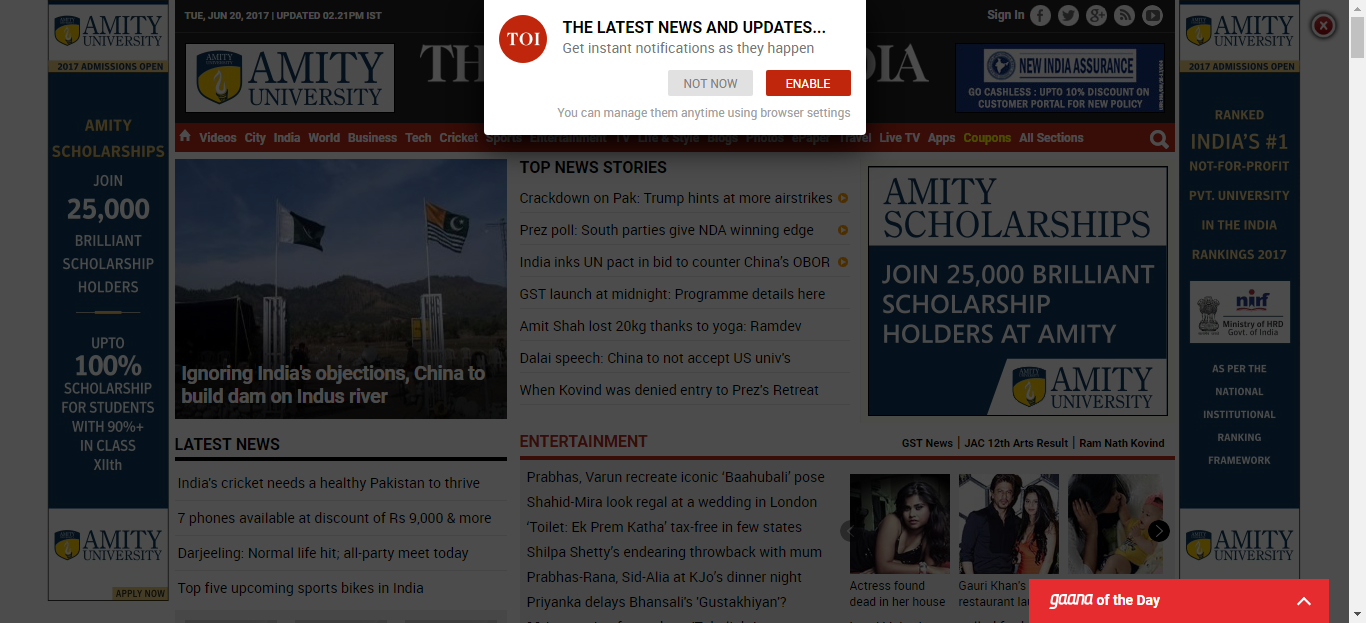 AMITY
UNIVERSITY
2017 ADMISSIONS OPEN
AMITY
SCHOLARSHIPS
JOIN
25,000
BRILLIANT
SCHOLARSHIP
HOLDERS
UPTO
100%
SCHOLARSHIP
FOR STUDENTS
WITH 90%+
IN CLASS
XIIth
AMITY
UNIVERSITY
APPLY NOW
TUE, JUN 20, 2017 | UPDATED 02.21PM IST
Sign In
AMITY
UNIVERSITY
TOI
THE LATEST NEWS AND UPDATES...
Get instant notifications as they happen
NOT NOW
ENABLE
You can manage them anytime using browser settings
NEW INDIA ASSURANCE
GO CASHLESS : UPTO 10% DISCOUNT ON
CUSTOMER PORTAL FOR NEW POLICY
Videos City India World Business Tech Cricket Sports Entertainment TV Life & Style Blogs Photos ePaper Travel Live TV Apps Coupons All Sections
Ignoring India's objections, China to
build dam on Indus river
TOP NEWS STORIES
Crackdown on Pak: Trump hints at more airstrikes
Prez poll: South parties give NDA winning edge
India inks UN pact in bid to counter China's OBOR
GST launch at midnight: Programme details here
Amit Shah lost 20kg thanks to yoga: Ramdev
Dalai speech: China to not accept US univ's
When Kovind was denied entry to Prez's Retreat
AMITY
SCHOLARSHIPS
JOIN 25,000 BRILLIANT
SCHOLARSHIP
HOLDERS AT AMITY
AMITY
UNIVERSITY
LATEST NEWS
India's cricket needs a healthy Pakistan to thrive
7 phones available at discount of Rs 9,000 & more
Darjeeling: Normal life hit; all-party meet today
Top five upcoming sports bikes in India
ENTERTAINMENT
GST News | JAC 12th Arts Result | Ram Nath Kovind
Prabhas, Varun recreate iconic ‘Baahubali’ pose
Shahid-Mira look regal at a wedding in London
‘Toilet: Ek Prem Katha’ tax-free in few states
Shilpa Shetty's endearing throwback with mum
Prabhas-Rana, Sid-Alia at KJo's dinner night
Priyanka delays Bhansali's 'Gustakhiyan'?
Actress found
dead in her house
Gauri Khan's
restaurant
gaana of the Day
AMITY
UNIVERSITY
2017 ADMISSIONS OPEN
RANKED
INDIA'S #1
NOT-FOR-PROFIT
PVT. UNIVERSITY
IN THE INDIA
RANKINGS 2017
nirf
Ministry of HRD
Govt. of India
AS PER THE
NATIONAL
INSTITUTIONAL
RANKING
FRAMEWORK
AMITY
UNIVERSITY